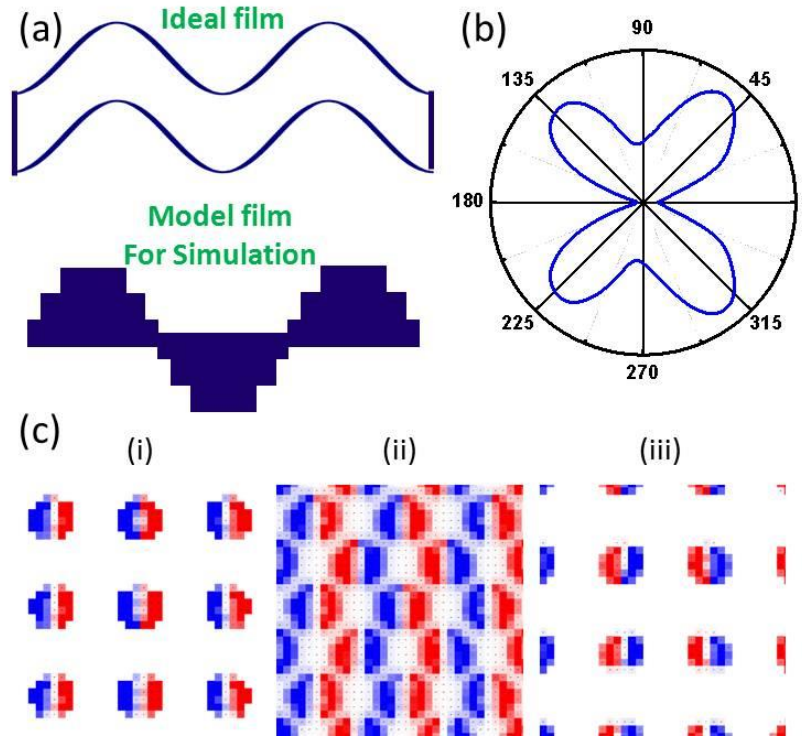 (a)
Ideal film
Model film
For Simulation
(b)
90
135
45
180
225
315
270
(c)
(i)
(ii)
(iii)